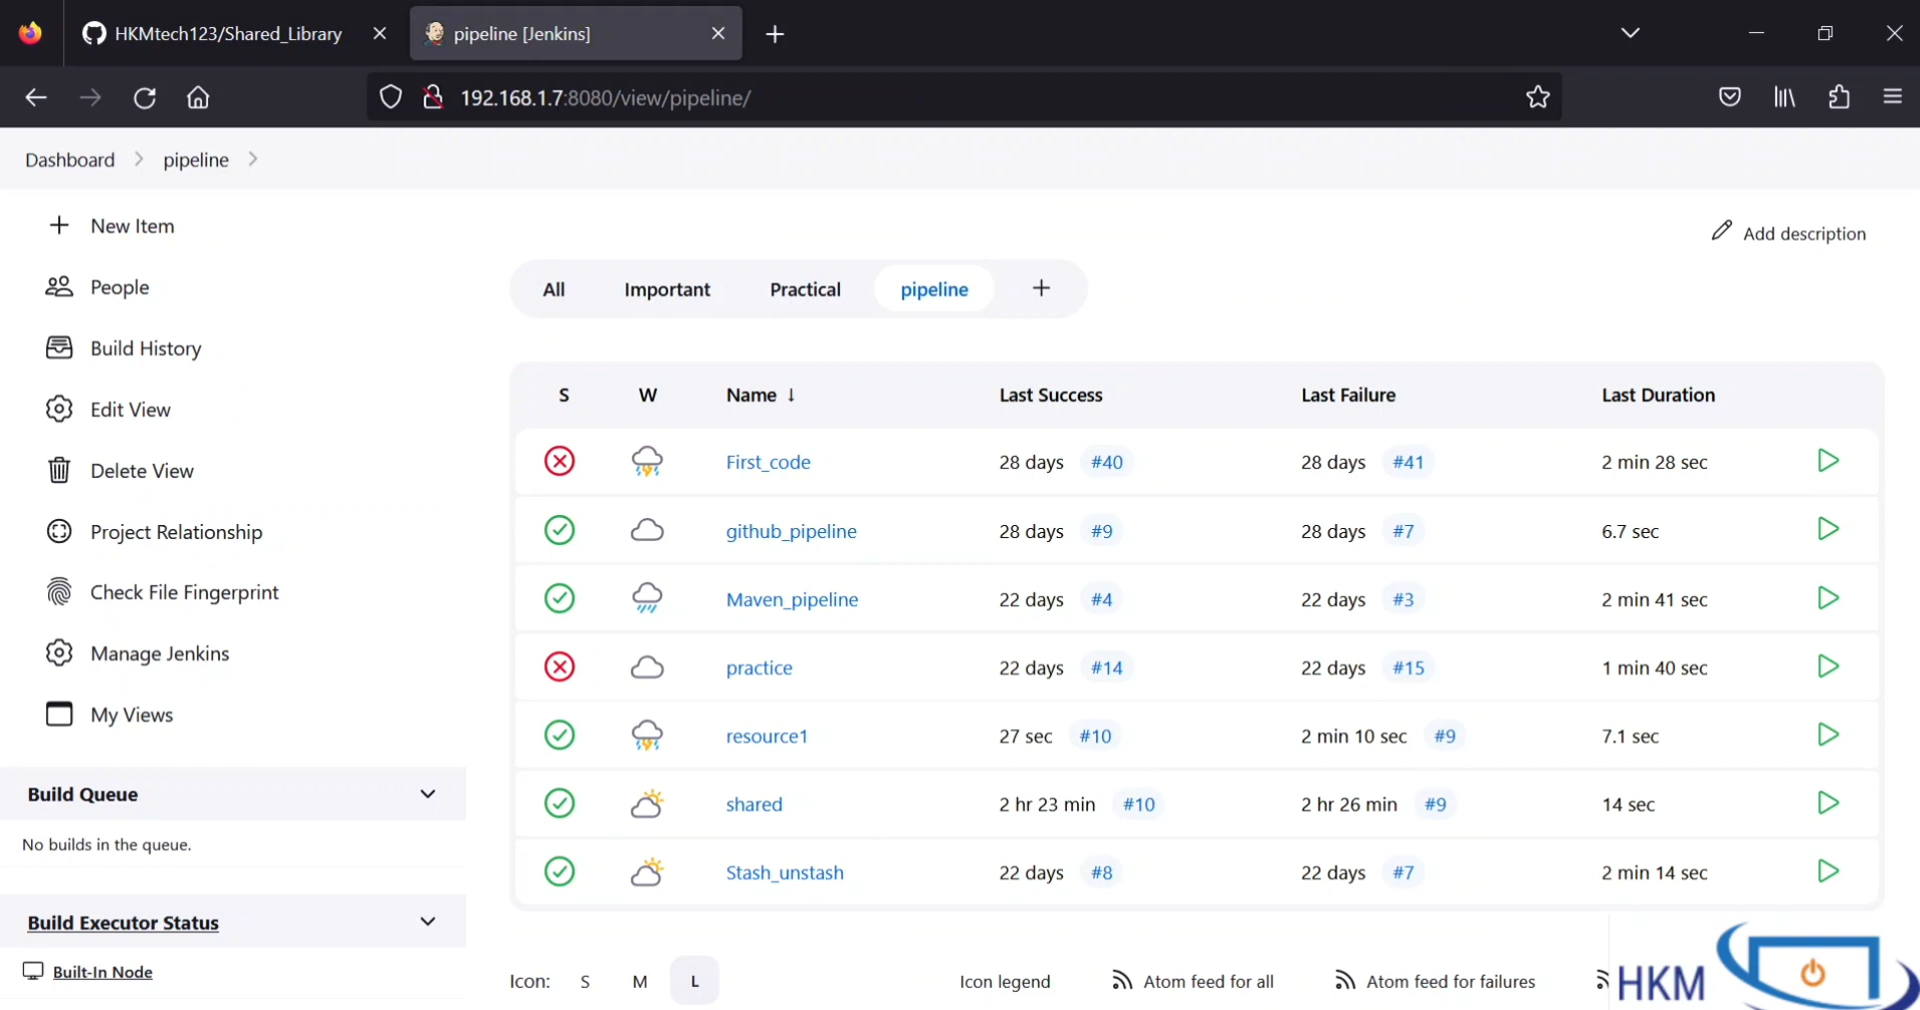 HKMtech123/Shared_Library
pipeline [Jenkins]
192.168.1.7:8080/view/pipeline/
Dashboard
pipeline
New Item
People
Build History
Edit View
Delete View
Project Relationship
Check File Fingerprint
Manage Jenkins
My Views
Build Queue
No builds in the queue.
Build Executor Status
Built-In Node
Add description
All Important Practical pipeline
S W Name ↓ Last Success Last Failure Last Duration
First_code 28 days #40 28 days #41 2 min 28 sec
github_pipeline 28 days #9 28 days #7 6.7 sec
Maven_pipeline 22 days #4 22 days #3 2 min 41 sec
practice 22 days #14 22 days #15 1 min 40 sec
resource1 27 sec #10 2 min 10 sec #9 7.1 sec
shared 2 hr 23 min #10 2 hr 26 min #9 14 sec
Stash_unstash 22 days #8 22 days #7 2 min 14 sec
Icon: S M L Icon legend Atom feed for all Atom feed for failures
HKM